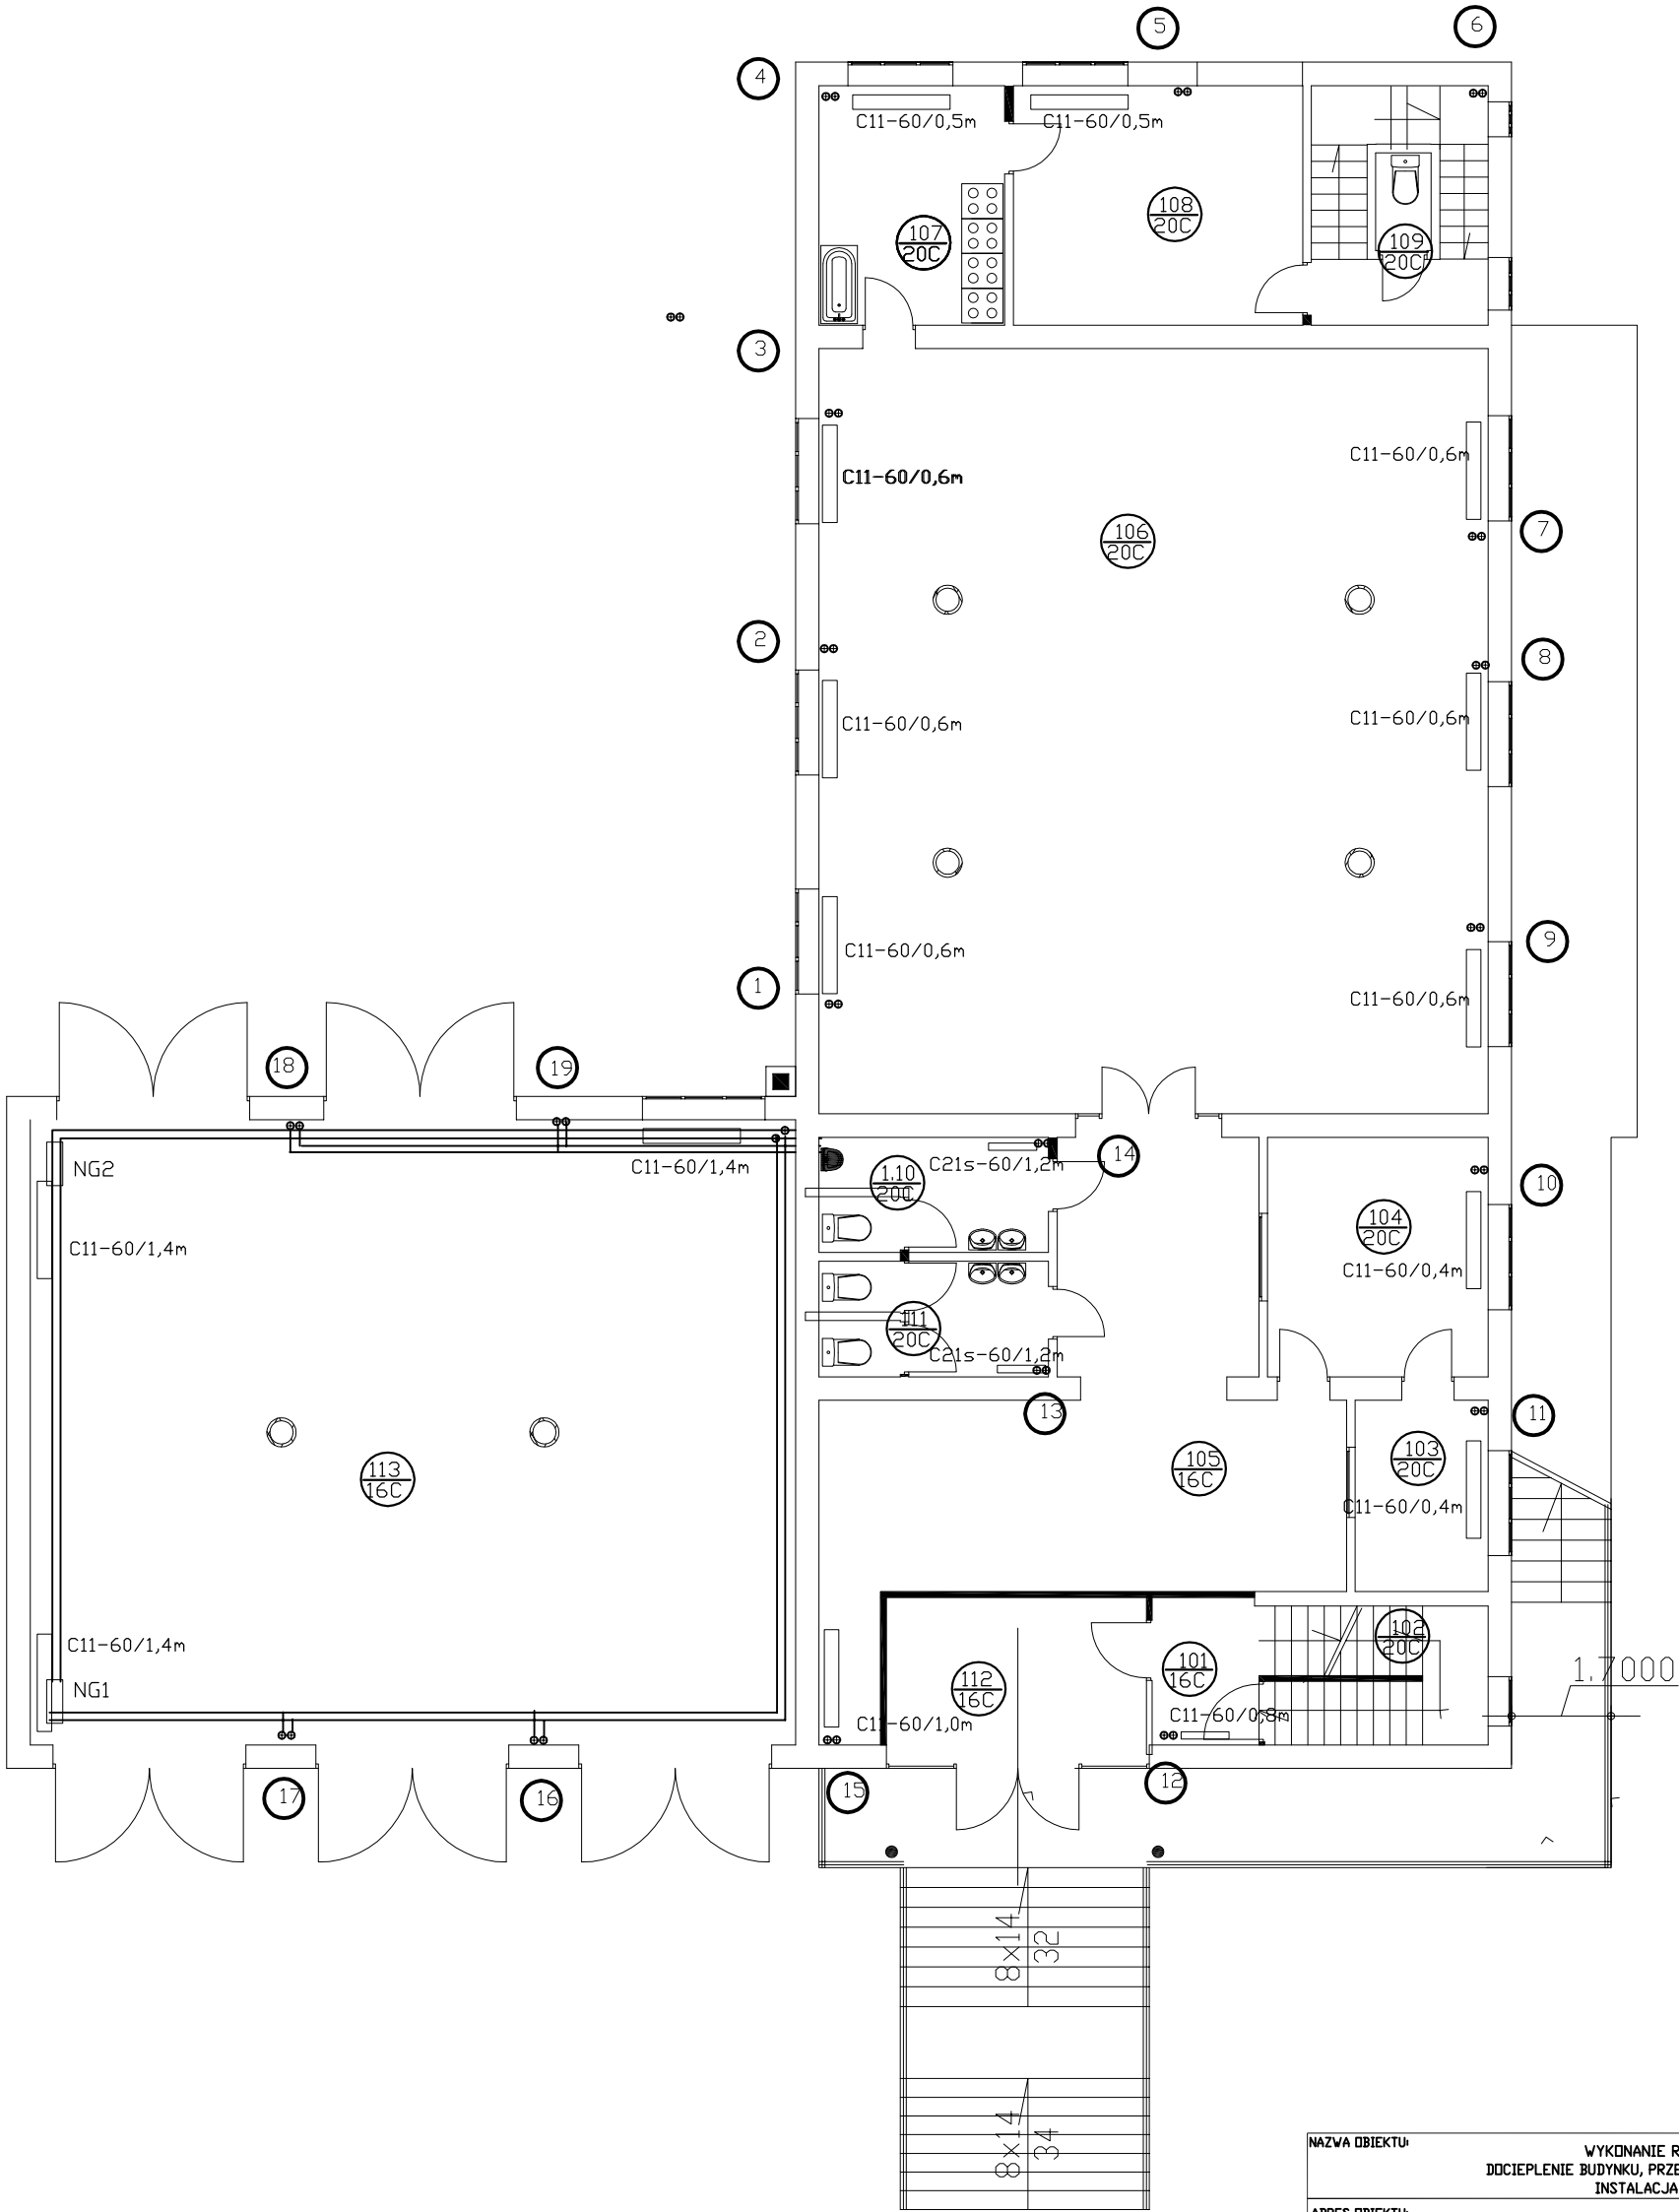 5
6
4
C11-60/0,5m
C11-60/0,5m
108
20C
107
20C
109
20C
3
C11-60/0,6m
C11-60/0,6m
106
20C
7
2
8
C11-60/0,6m
C11-60/0,6m
9
C11-60/0,6m
1
C11-60/0,6m
18
19
14
NG2
C11-60/1,4m
C21s-60/1,2m
1.10
20C
10
104
20C
C11-60/1,4m
C11-60/0,4m
111
20C
C21s-60/1,2m
13
11
113
16C
105
16C
103
20C
C11-60/0,4m
C11-60/1,4m
102
20C
NG1
112
16C
101
16C
1.7000
C11-60/1,0m
C11-60/0,8m
17
16
15
12
8x14
32
8x14
34
NAZWA OBIEKTU:
WYKONANIE R
DOCIEPLENIE BUDYNKU, PRZE
INSTALACJA